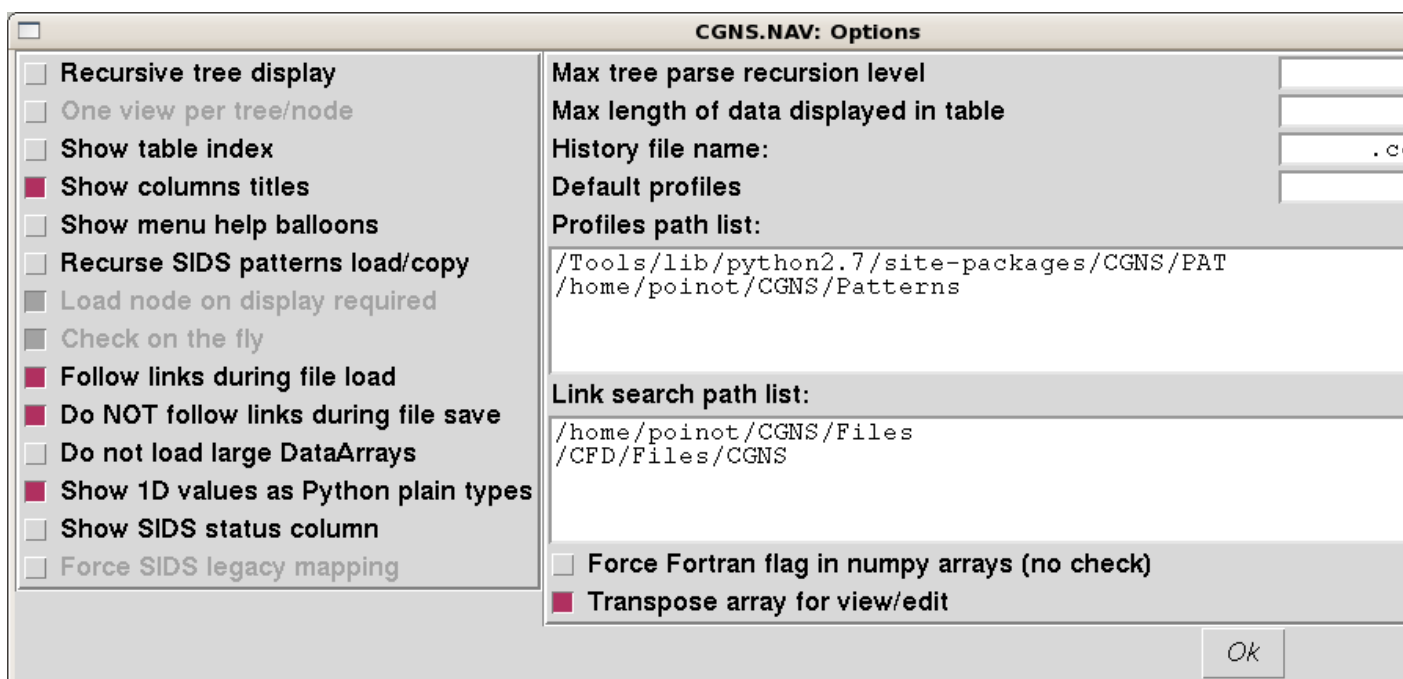 CGNS.NAV: Options
Recursive tree display
One view per tree/node
Show table index
Show columns titles
Show menu help balloons
Recurse SIDS patterns load/copy
Load node on display required
Check on the fly
Follow links during file load
Do NOT follow links during file save
Do not load large DataArrays
Show 1D values as Python plain types
Show SIDS status column
Force SIDS legacy mapping
Max tree parse recursion level
Max length of data displayed in table
History file name:
Default profiles
Profiles path list:
/Tools/lib/python2.7/site-packages/CGNS/PAT
/home/poinot/CGNS/Patterns
Link search path list:
/home/poinot/CGNS/Files
/CFD/Files/CGNS
Force Fortran flag in numpy arrays (no check)
Transpose array for view/edit
Ok